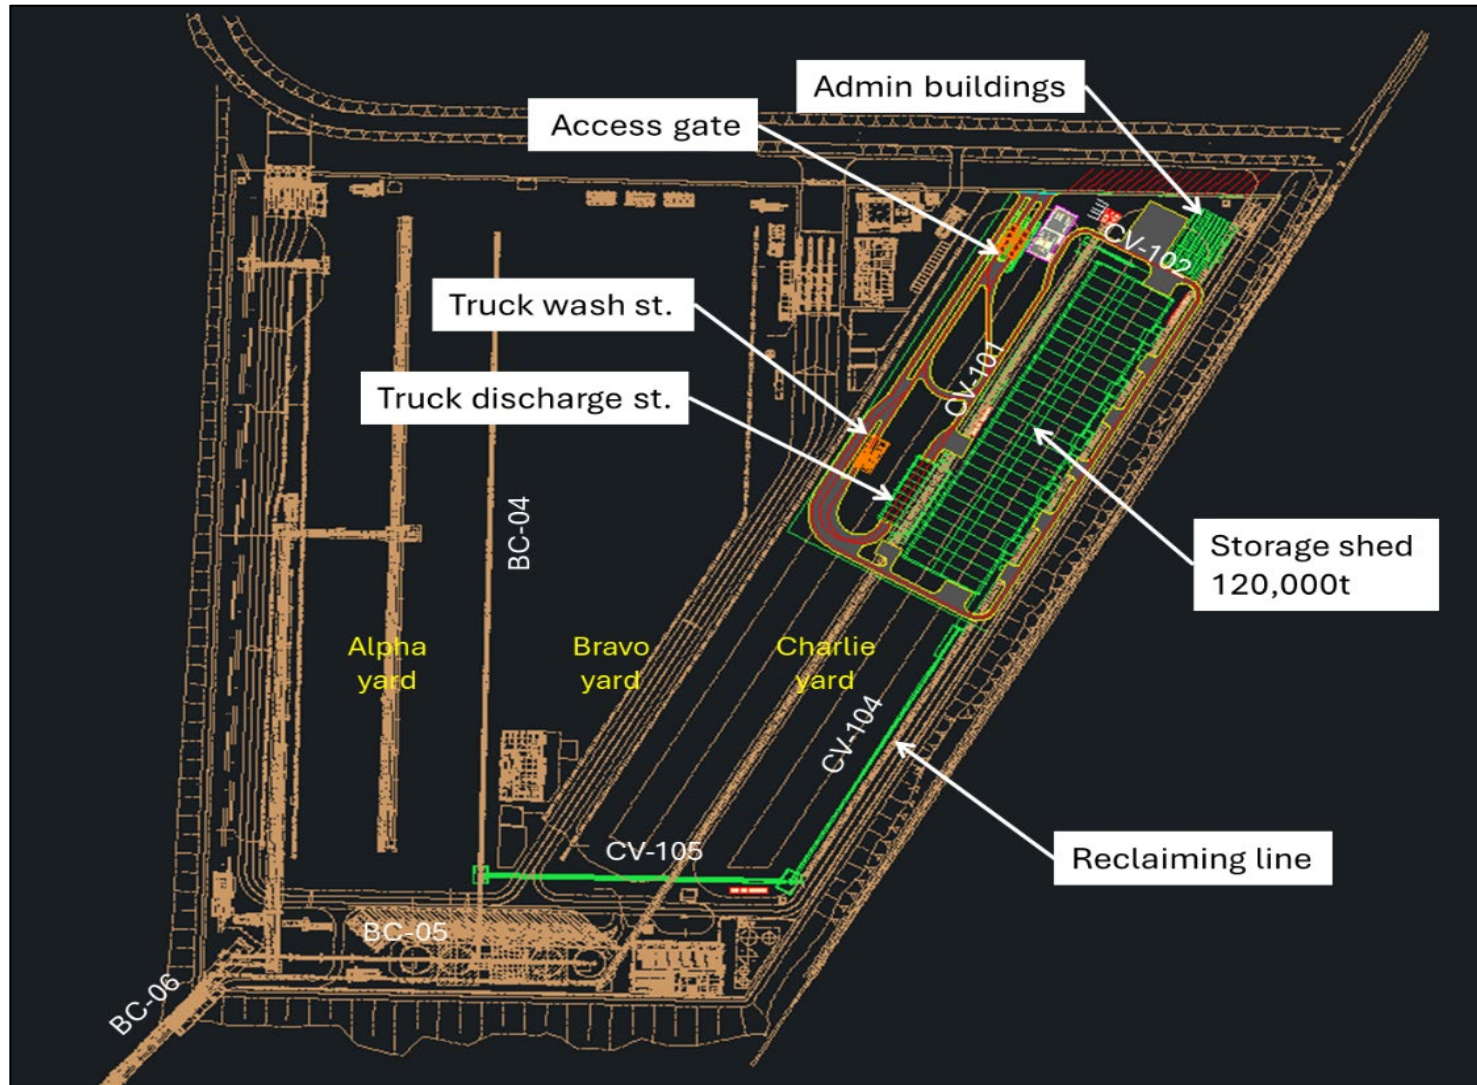 Admin buildings
Access gate
CV-102
Truck wash st.
CV-101
Truck discharge st.
BC-04
Storage shed
120,000t
Alpha
yard
Bravo
yard
Charlie
yard
CV-104
CV-105
Reclaiming line
BC-05
BC-06